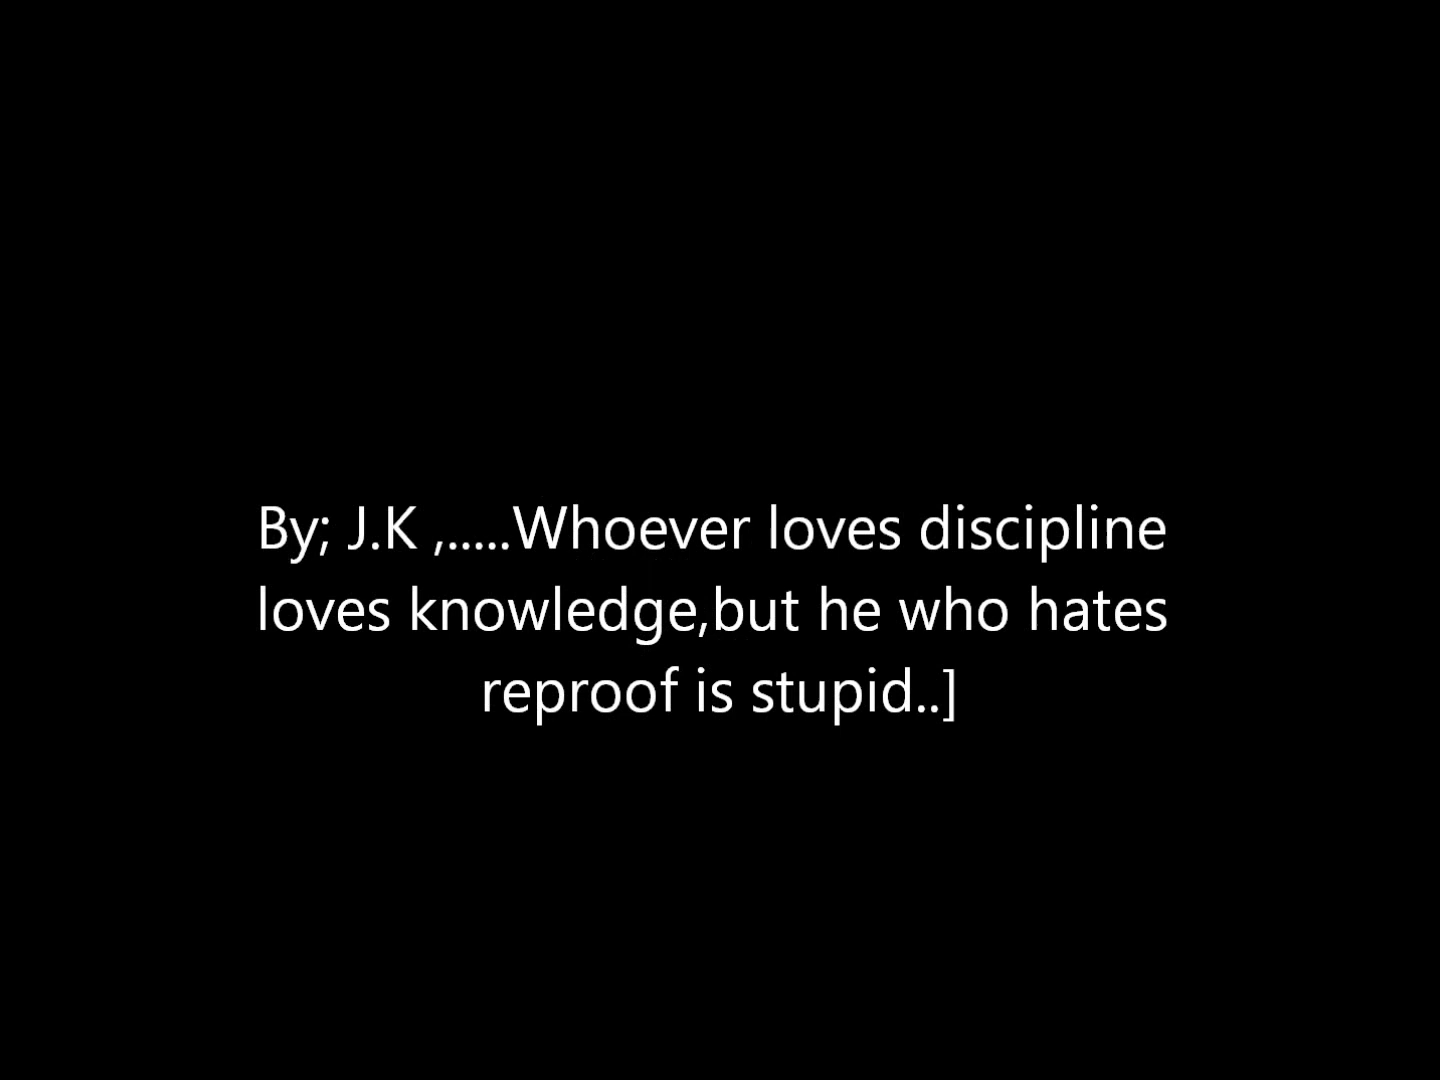 By; J.K ,.....Whoever loves discipline
loves knowledge,but he who hates
reproof is stupid..]